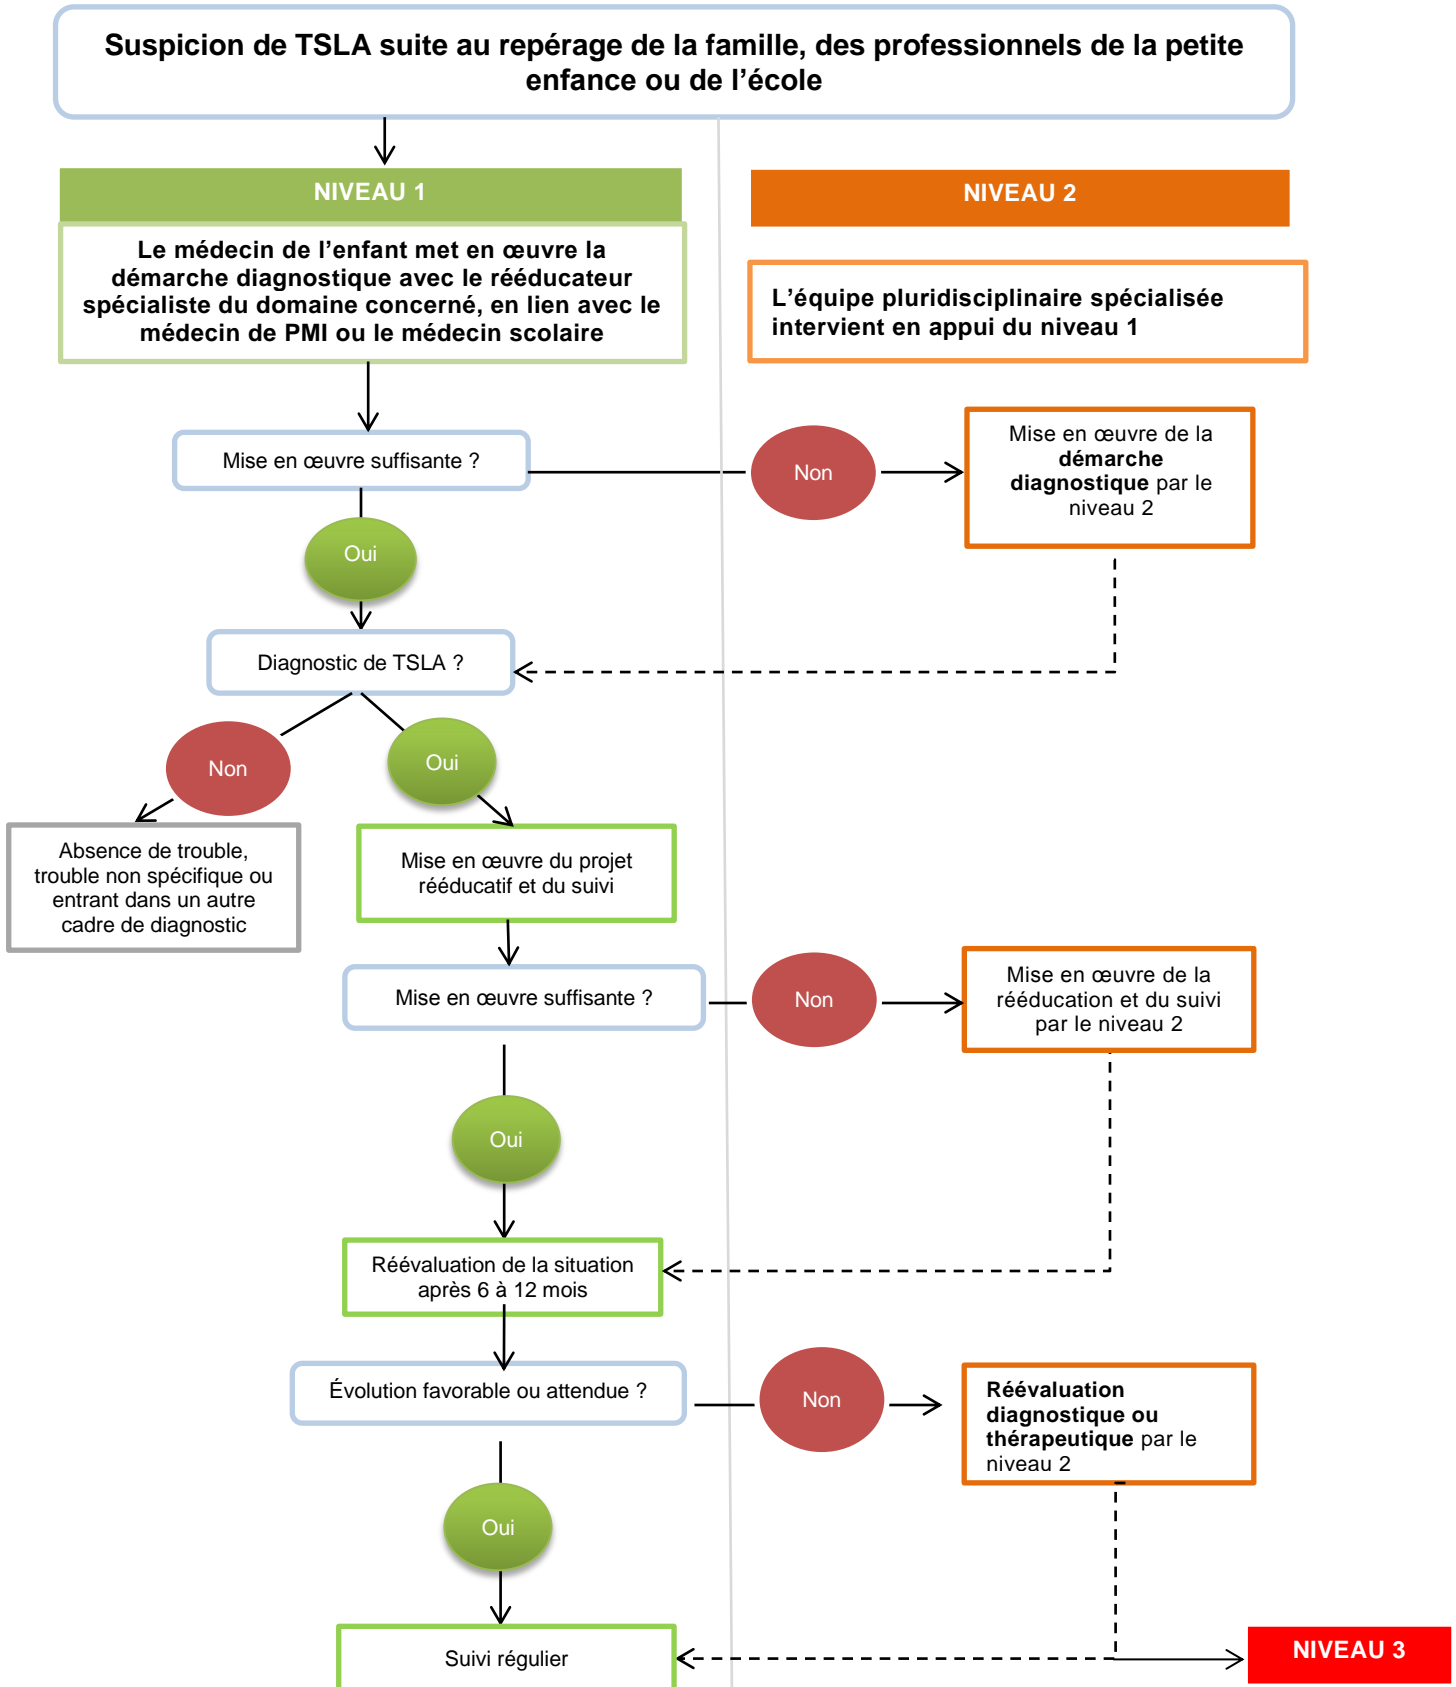 Suspicion de TSLA suite au repérage de la famille, des professionnels de la petite
enfance ou de l'école
NIVEAU 1
NIVEAU 2
Le médecin de l'enfant met en œuvre la
démarche diagnostique avec le rééducateur
spécialiste du domaine concerné, en lien avec le
médecin de PMI ou le médecin scolaire
L'équipe pluridisciplinaire spécialisée
intervient en appui du niveau 1
Mise en œuvre suffisante ?
Non
Mise en œuvre de la
démarche
diagnostique par le
niveau 2
Oui
Diagnostic de TSLA ?
Non
Oui
Absence de trouble,
trouble non spécifique ou
entrant dans un autre
cadre de diagnostic
Mise en œuvre du projet
rééducatif et du suivi
Mise en œuvre suffisante ?
Non
Mise en œuvre de la
rééducation et du suivi
par le niveau 2
Oui
Réévaluation de la situation
après 6 à 12 mois
Évolution favorable ou attendue ?
Non
Réévaluation
diagnostique ou
thérapeutique par le
niveau 2
Oui
Suivi régulier
NIVEAU 3